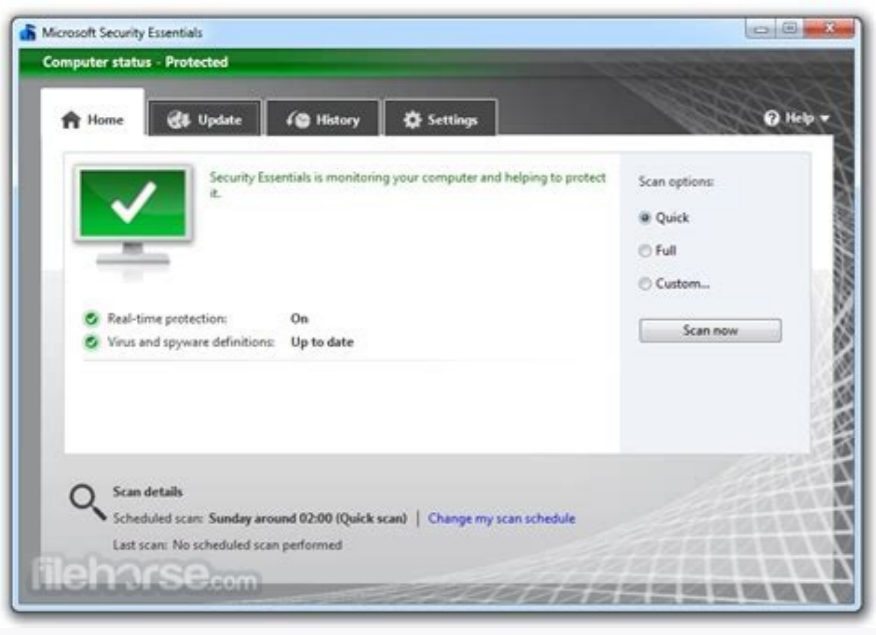 Microsoft Security Essentials
Computer status - Protected
Home
Update
History
Settings
Help
Security Essentials is monitoring your computer and helping to protect
it.
Real-time protection: On
Virus and spyware definitions: Up to date
Scan options:
Quick
Full
Custom...
Scan now
Scan details
Scheduled scan: Sunday around 02:00 (Quick scan) | Change my scan schedule
Last scan: No scheduled scan performed
filehorse.com